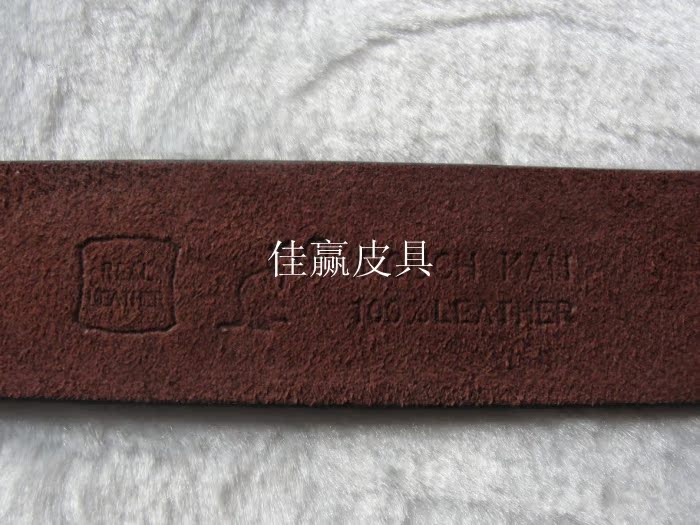 REAL
LEATHER
佳赢皮具
100% LEATHER